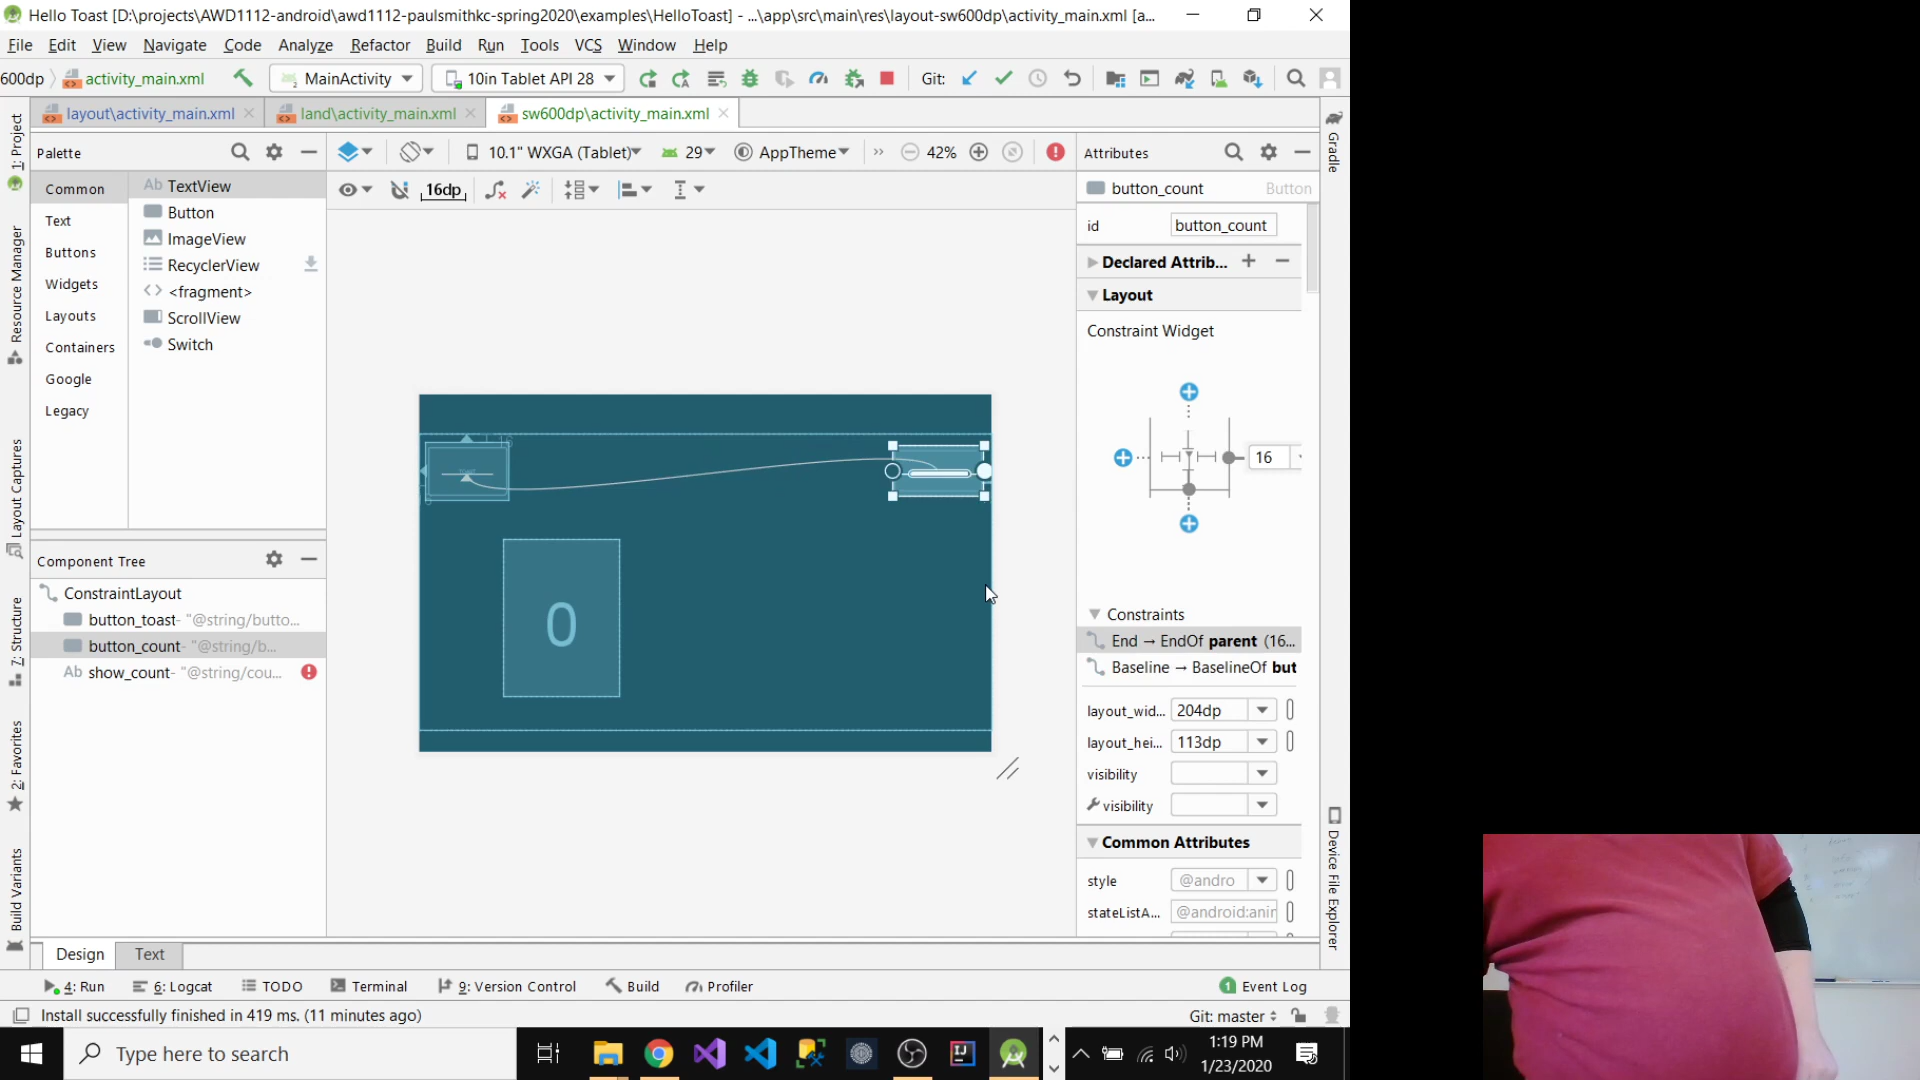 Hello Toast [D:\projects\AWD1112-android\awd1112-paulsmithkc-spring2020\examples\HelloToast] - ...\app\src\main\res\layout-sw600dp\activity_main.xml [a...
File Edit View Navigate Code Analyze Refactor Build Run Tools VCS Window Help
600dp activity_main.xml MainActivity 10in Tablet API 28 Git:
layout\activity_main.xml land\activity_main.xml sw600dp\activity_main.xml
Palette 10.1" WXGA (Tablet) 29 AppTheme 42% Attributes
16dp
Common
Text
Buttons
Widgets
Layouts
Containers
Google
Legacy
Ab TextView
Button
ImageView
RecyclerView
<fragment>
ScrollView
Switch
Component Tree
ConstraintLayout
button_toast- "@string/butto...
button_count- "@string/b...
Ab show_count- "@string/cou...
0
button_count Button
id button_count
Declared Attrib...
Layout
Constraint Widget
16
Constraints
End → EndOf parent (16...
Baseline → BaselineOf but
layout_wid... 204dp
layout_hei... 113dp
visibility
visibility
Common Attributes
style @andro
stateListA... @android:anir
1: Project
Resource Manager
Layout Captures
7: Structure
2: Favorites
Build Variants
Gradle
Device File Explorer
Design Text
4: Run 6: Logcat TODO Terminal 9: Version Control Build Profiler 1 Event Log
Install successfully finished in 419 ms. (11 minutes ago) Git: master
Type here to search 1:19 PM
1/23/2020